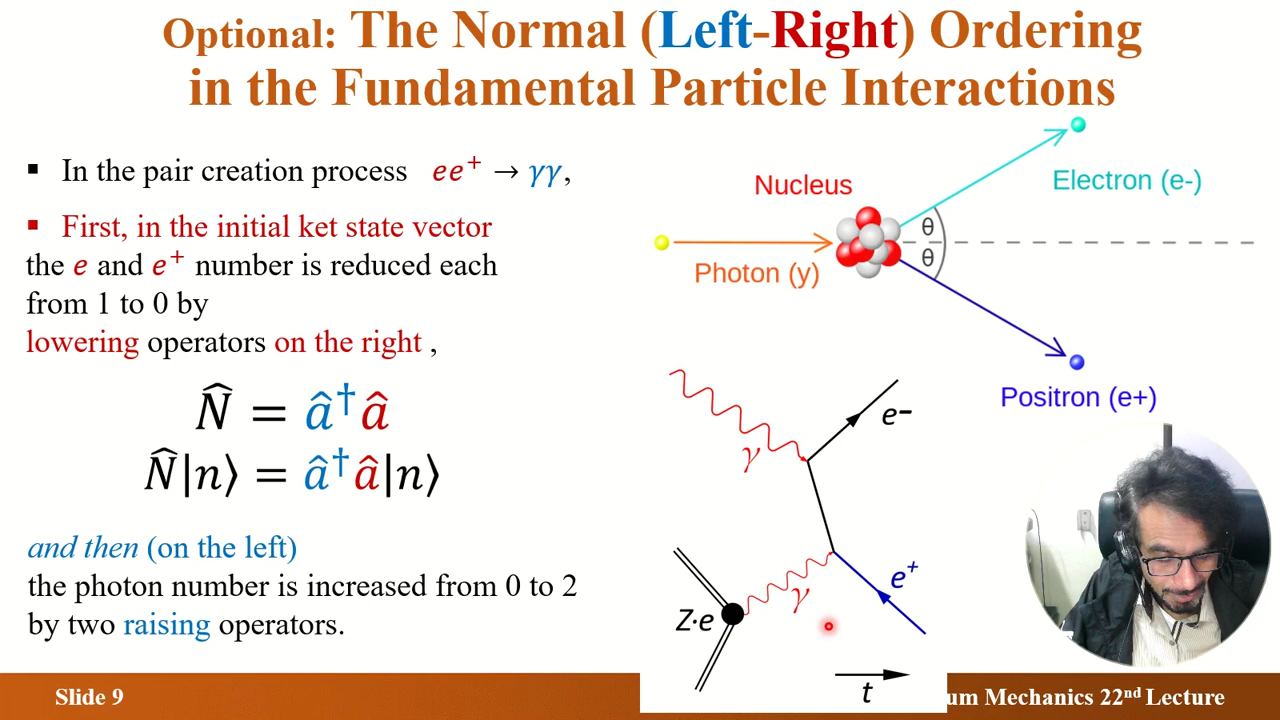 Optional: The Normal (Left-Right) Ordering
in the Fundamental Particle Interactions
▪ In the pair creation process ee⁺ → γγ,
▪ First, in the initial ket state vector
the e and e⁺ number is reduced each
from 1 to 0 by
lowering operators on the right ,
N̂ = â†â
N̂|n⟩ = â†â|n⟩
and then (on the left)
the photon number is increased from 0 to 2
by two raising operators.
Nucleus
Electron (e-)
θ
θ
Photon (y)
Positron (e+)
γ
e−
γ
e⁺
Z·e
t
Slide 9
um Mechanics 22nd Lecture